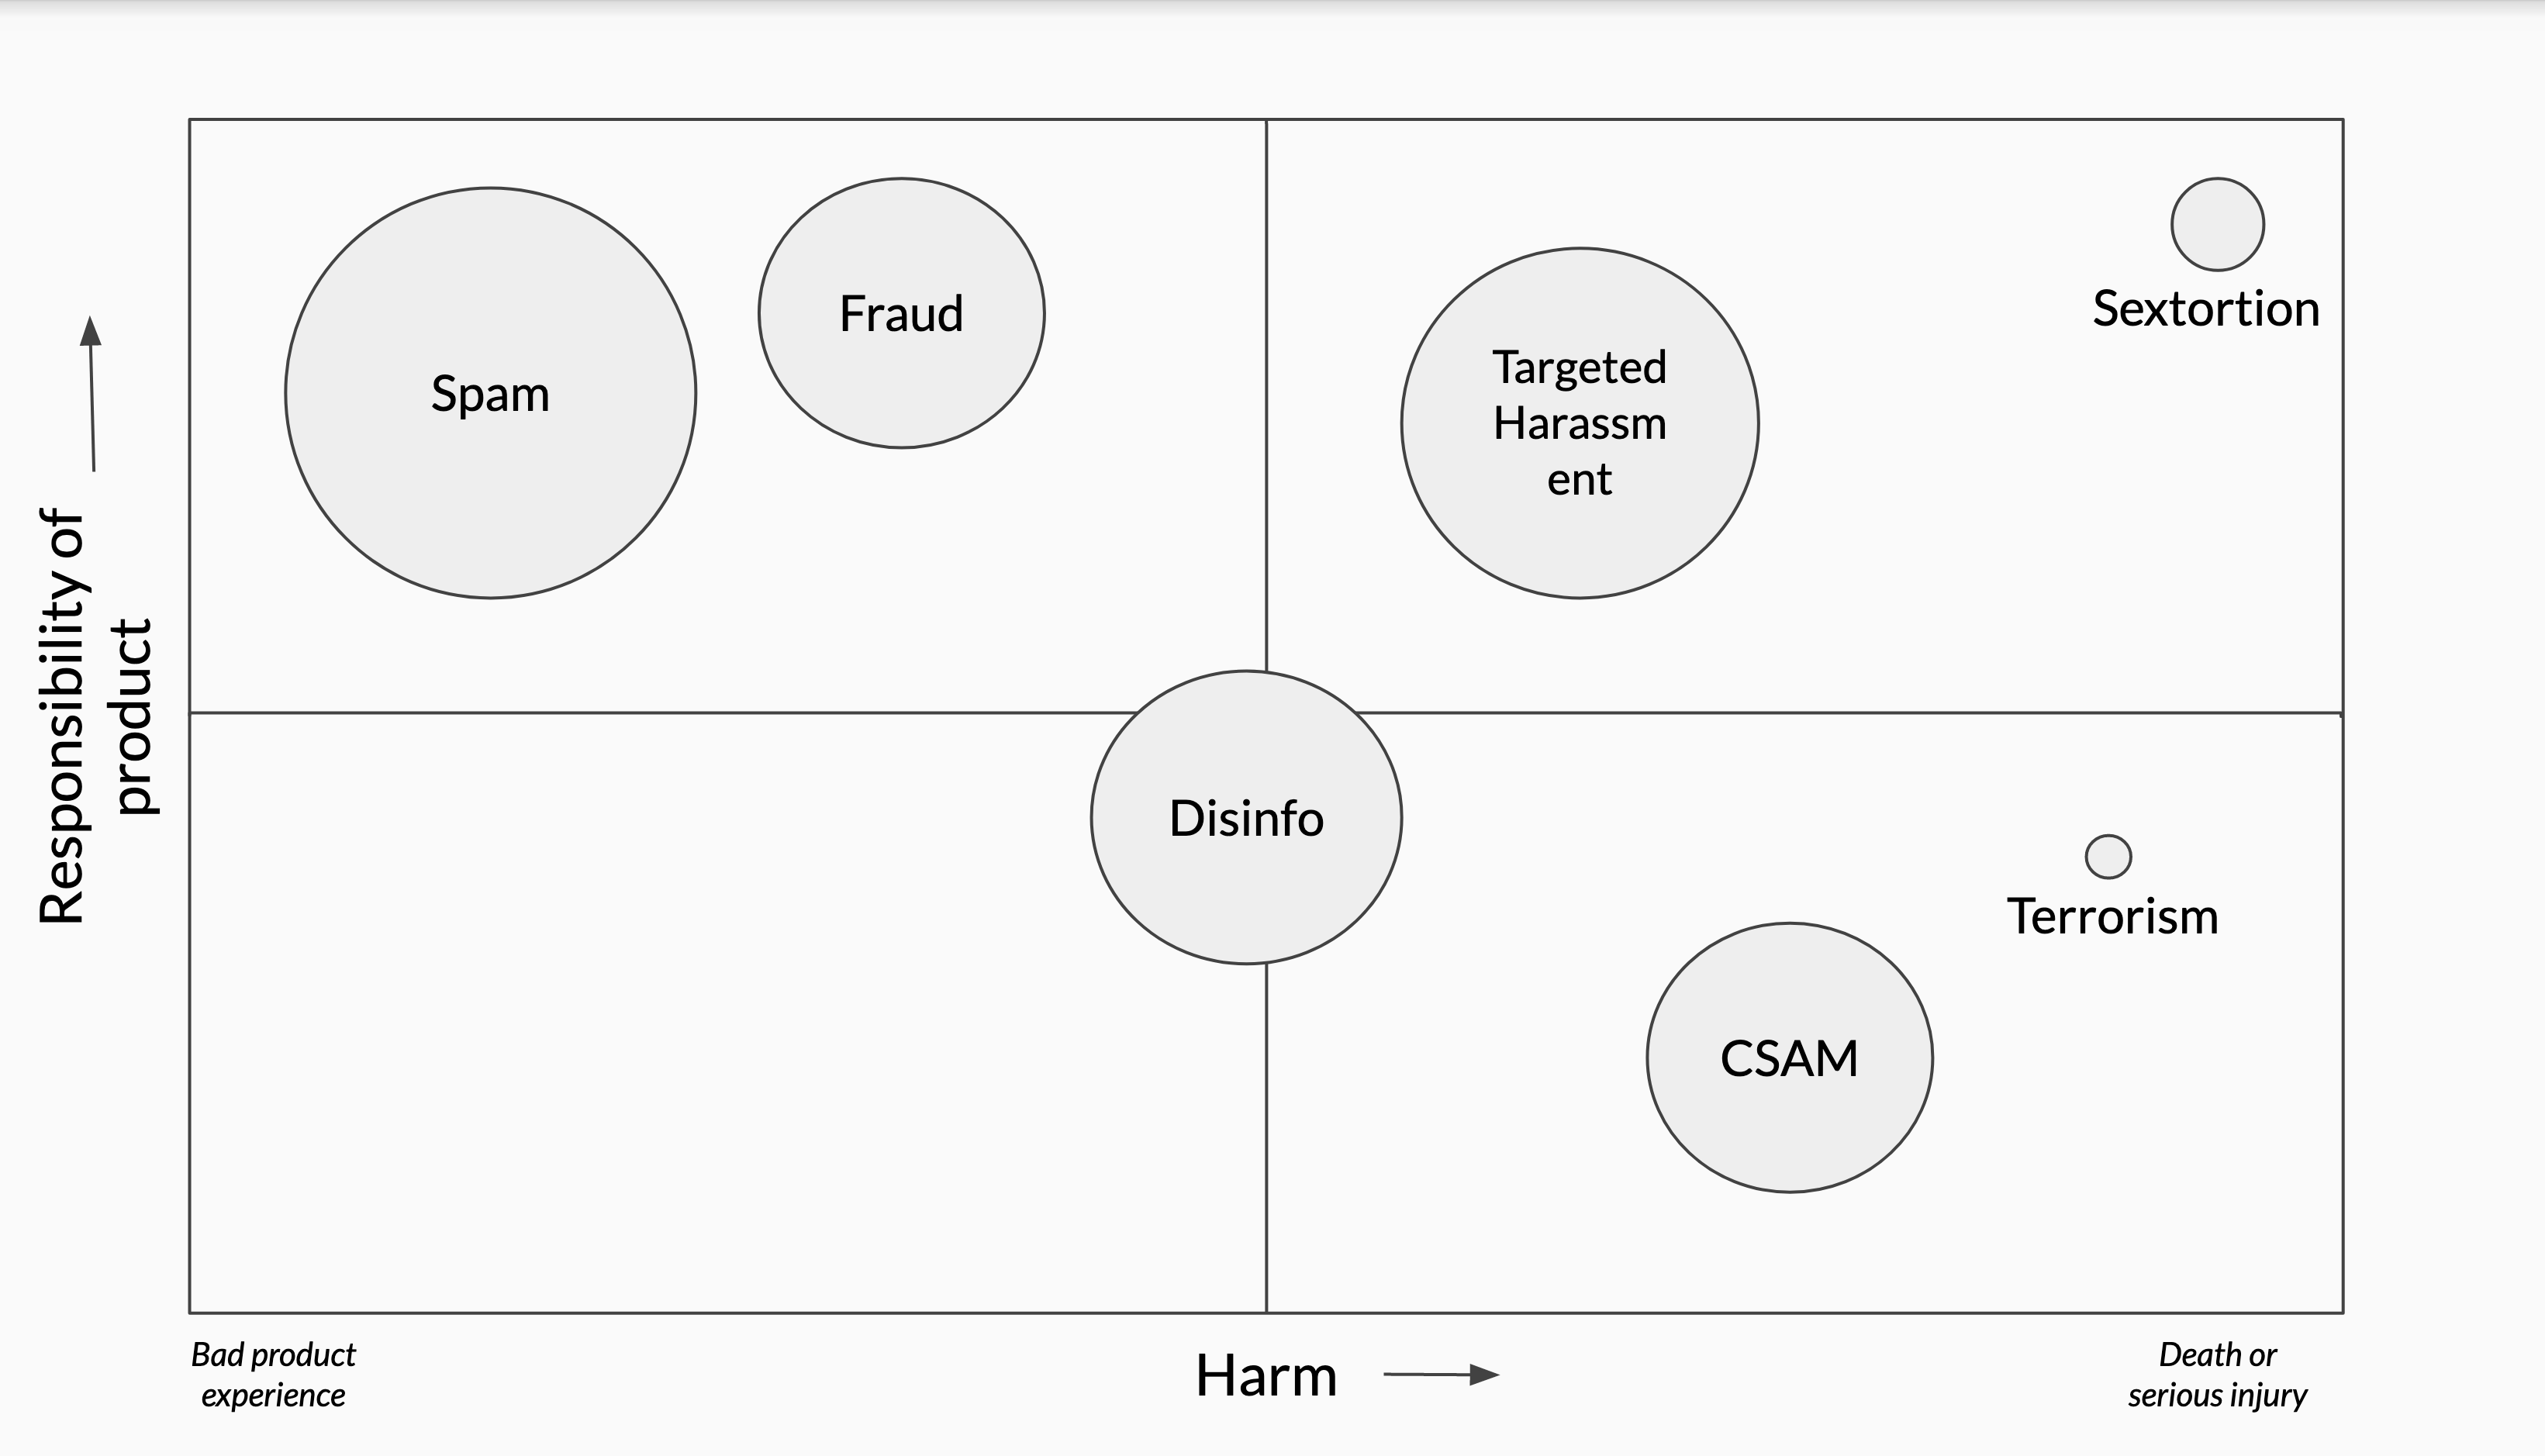 Responsibility of
product
Spam
Fraud
Targeted
Harassm
ent
Sextortion
Disinfo
Terrorism
CSAM
Bad product
experience
Harm
Death or
serious injury